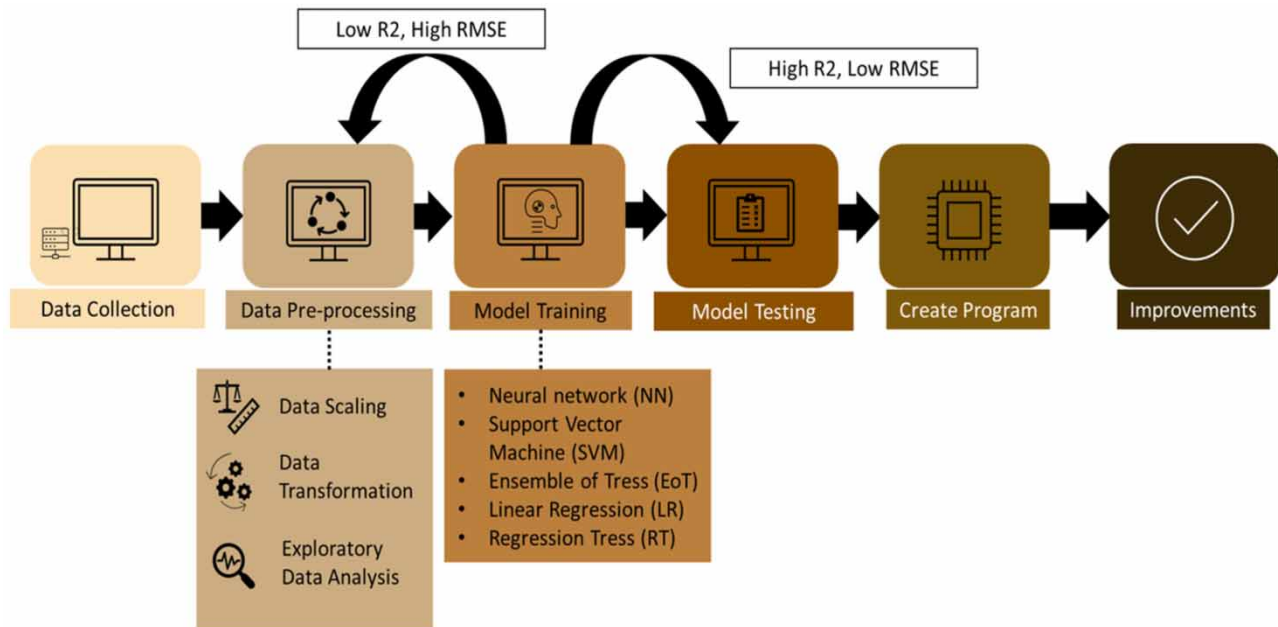 Low R2, High RMSE
High R2, Low RMSE
Data Collection
Data Pre-processing
Model Training
Model Testing
Create Program
Improvements
Data Scaling
Data
Transformation
Exploratory
Data Analysis
• Neural network (NN)
• Support Vector
Machine (SVM)
• Ensemble of Tress (EoT)
• Linear Regression (LR)
• Regression Tress (RT)